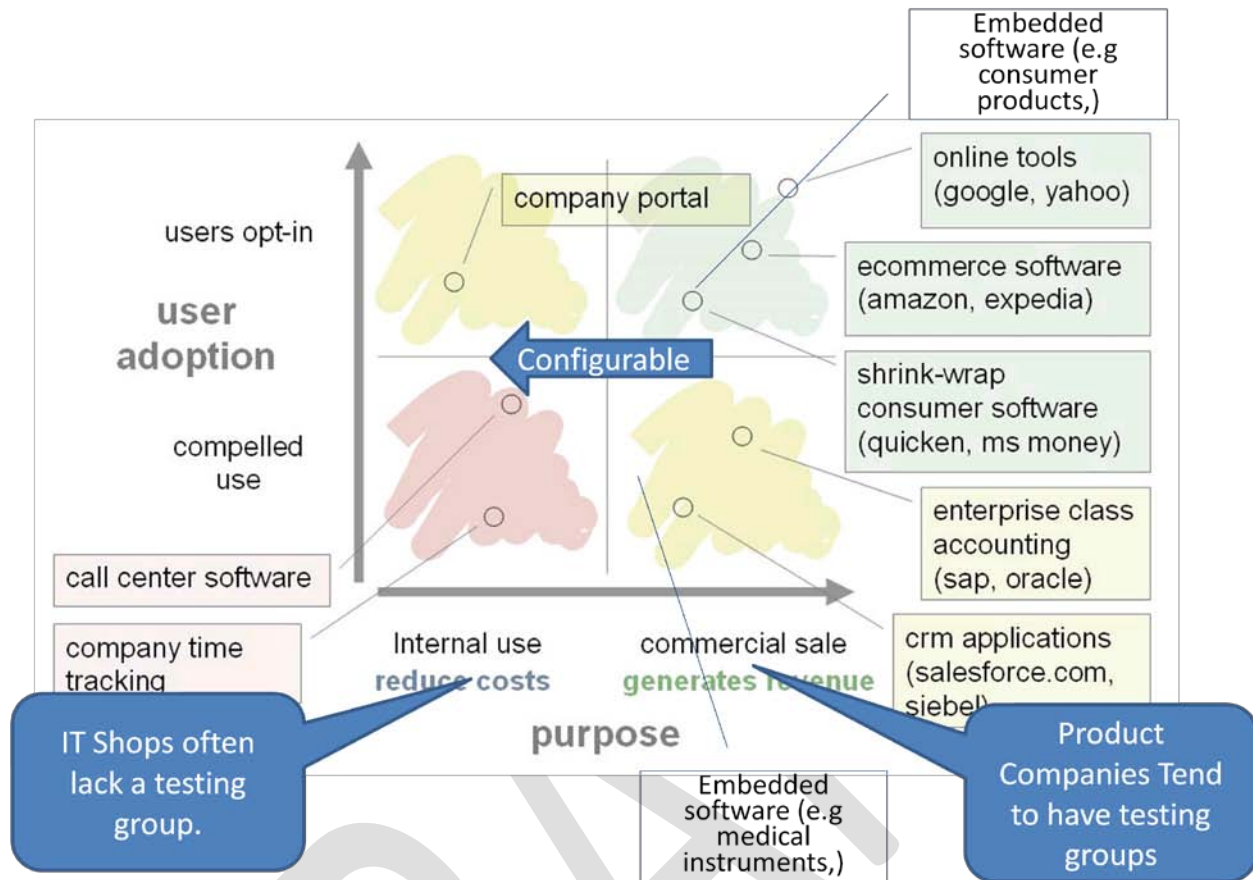 Embedded
software (e.g
consumer
products,)
online tools
(google, yahoo)
company portal
users opt-in
ecommerce software
(amazon, expedia)
user
adoption
Configurable
shrink-wrap
consumer software
(quicken, ms money)
compelled
use
enterprise class
accounting
(sap, oracle)
call center software
company time
tracking
Internal use
reduce costs
commercial sale
generates revenue
crm applications
(salesforce.com,
siebel)
purpose
IT Shops often
lack a testing
group.
Product
Companies Tend
to have testing
groups
Embedded
software (e.g
medical
instruments,)